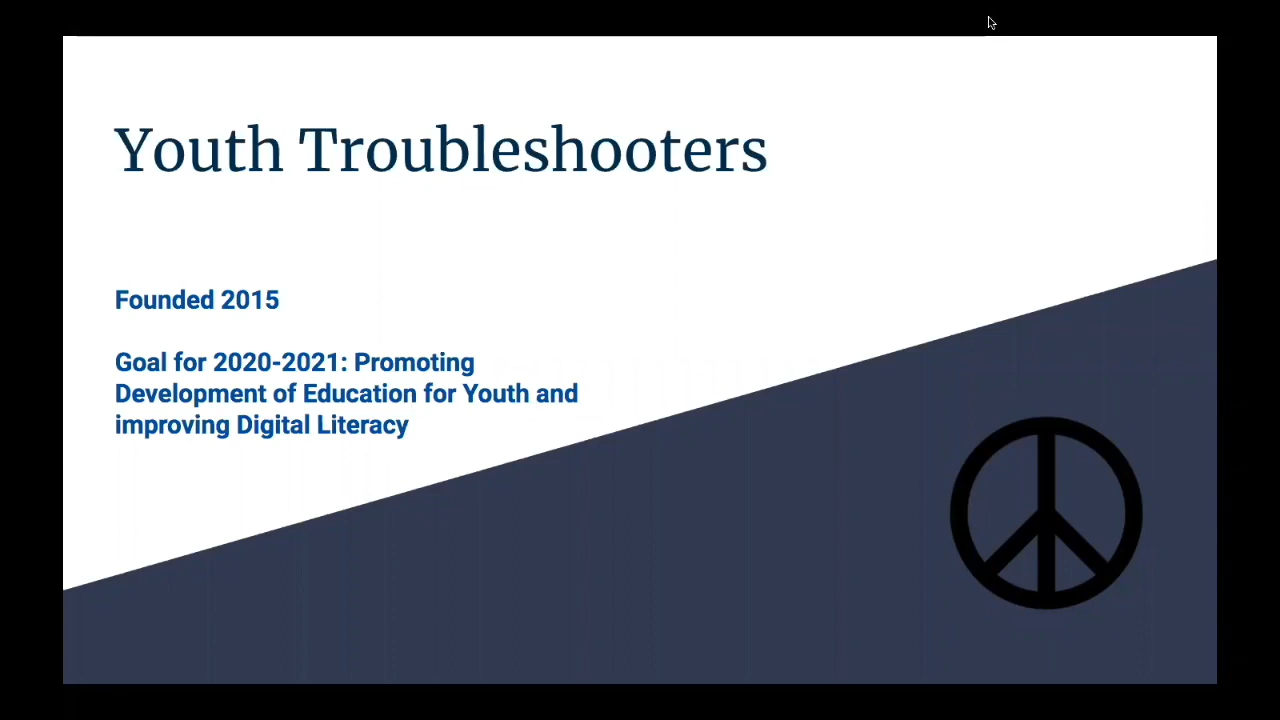 Youth Troubleshooters
Founded 2015
Goal for 2020-2021: Promoting
Development of Education for Youth and
improving Digital Literacy